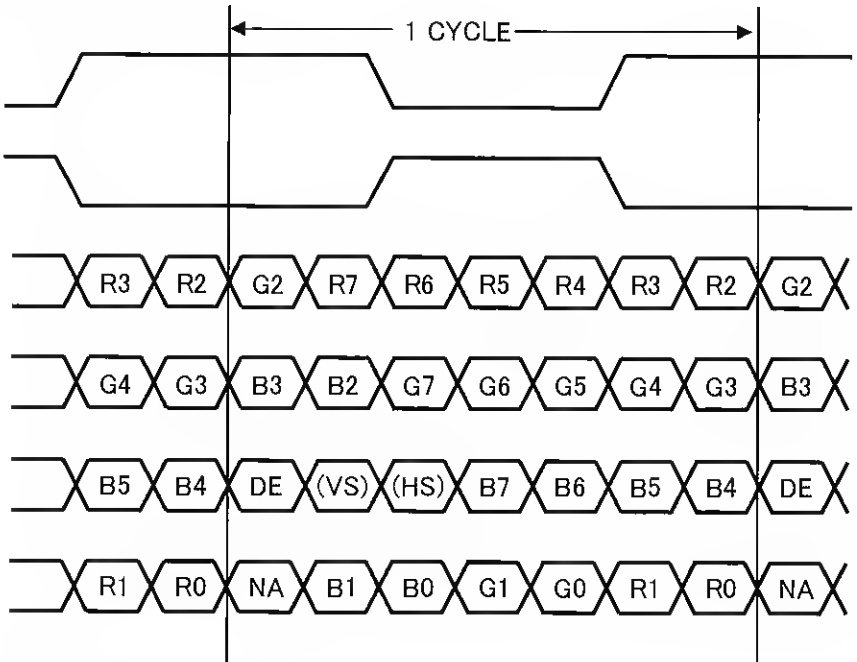 1 CYCLE
R3 R2 G2 R7 R6 R5 R4 R3 R2 G2
G4 G3 B3 B2 G7 G6 G5 G4 G3 B3
B5 B4 DE (VS) (HS) B7 B6 B5 B4 DE
R1 R0 NA B1 B0 G1 G0 R1 R0 NA